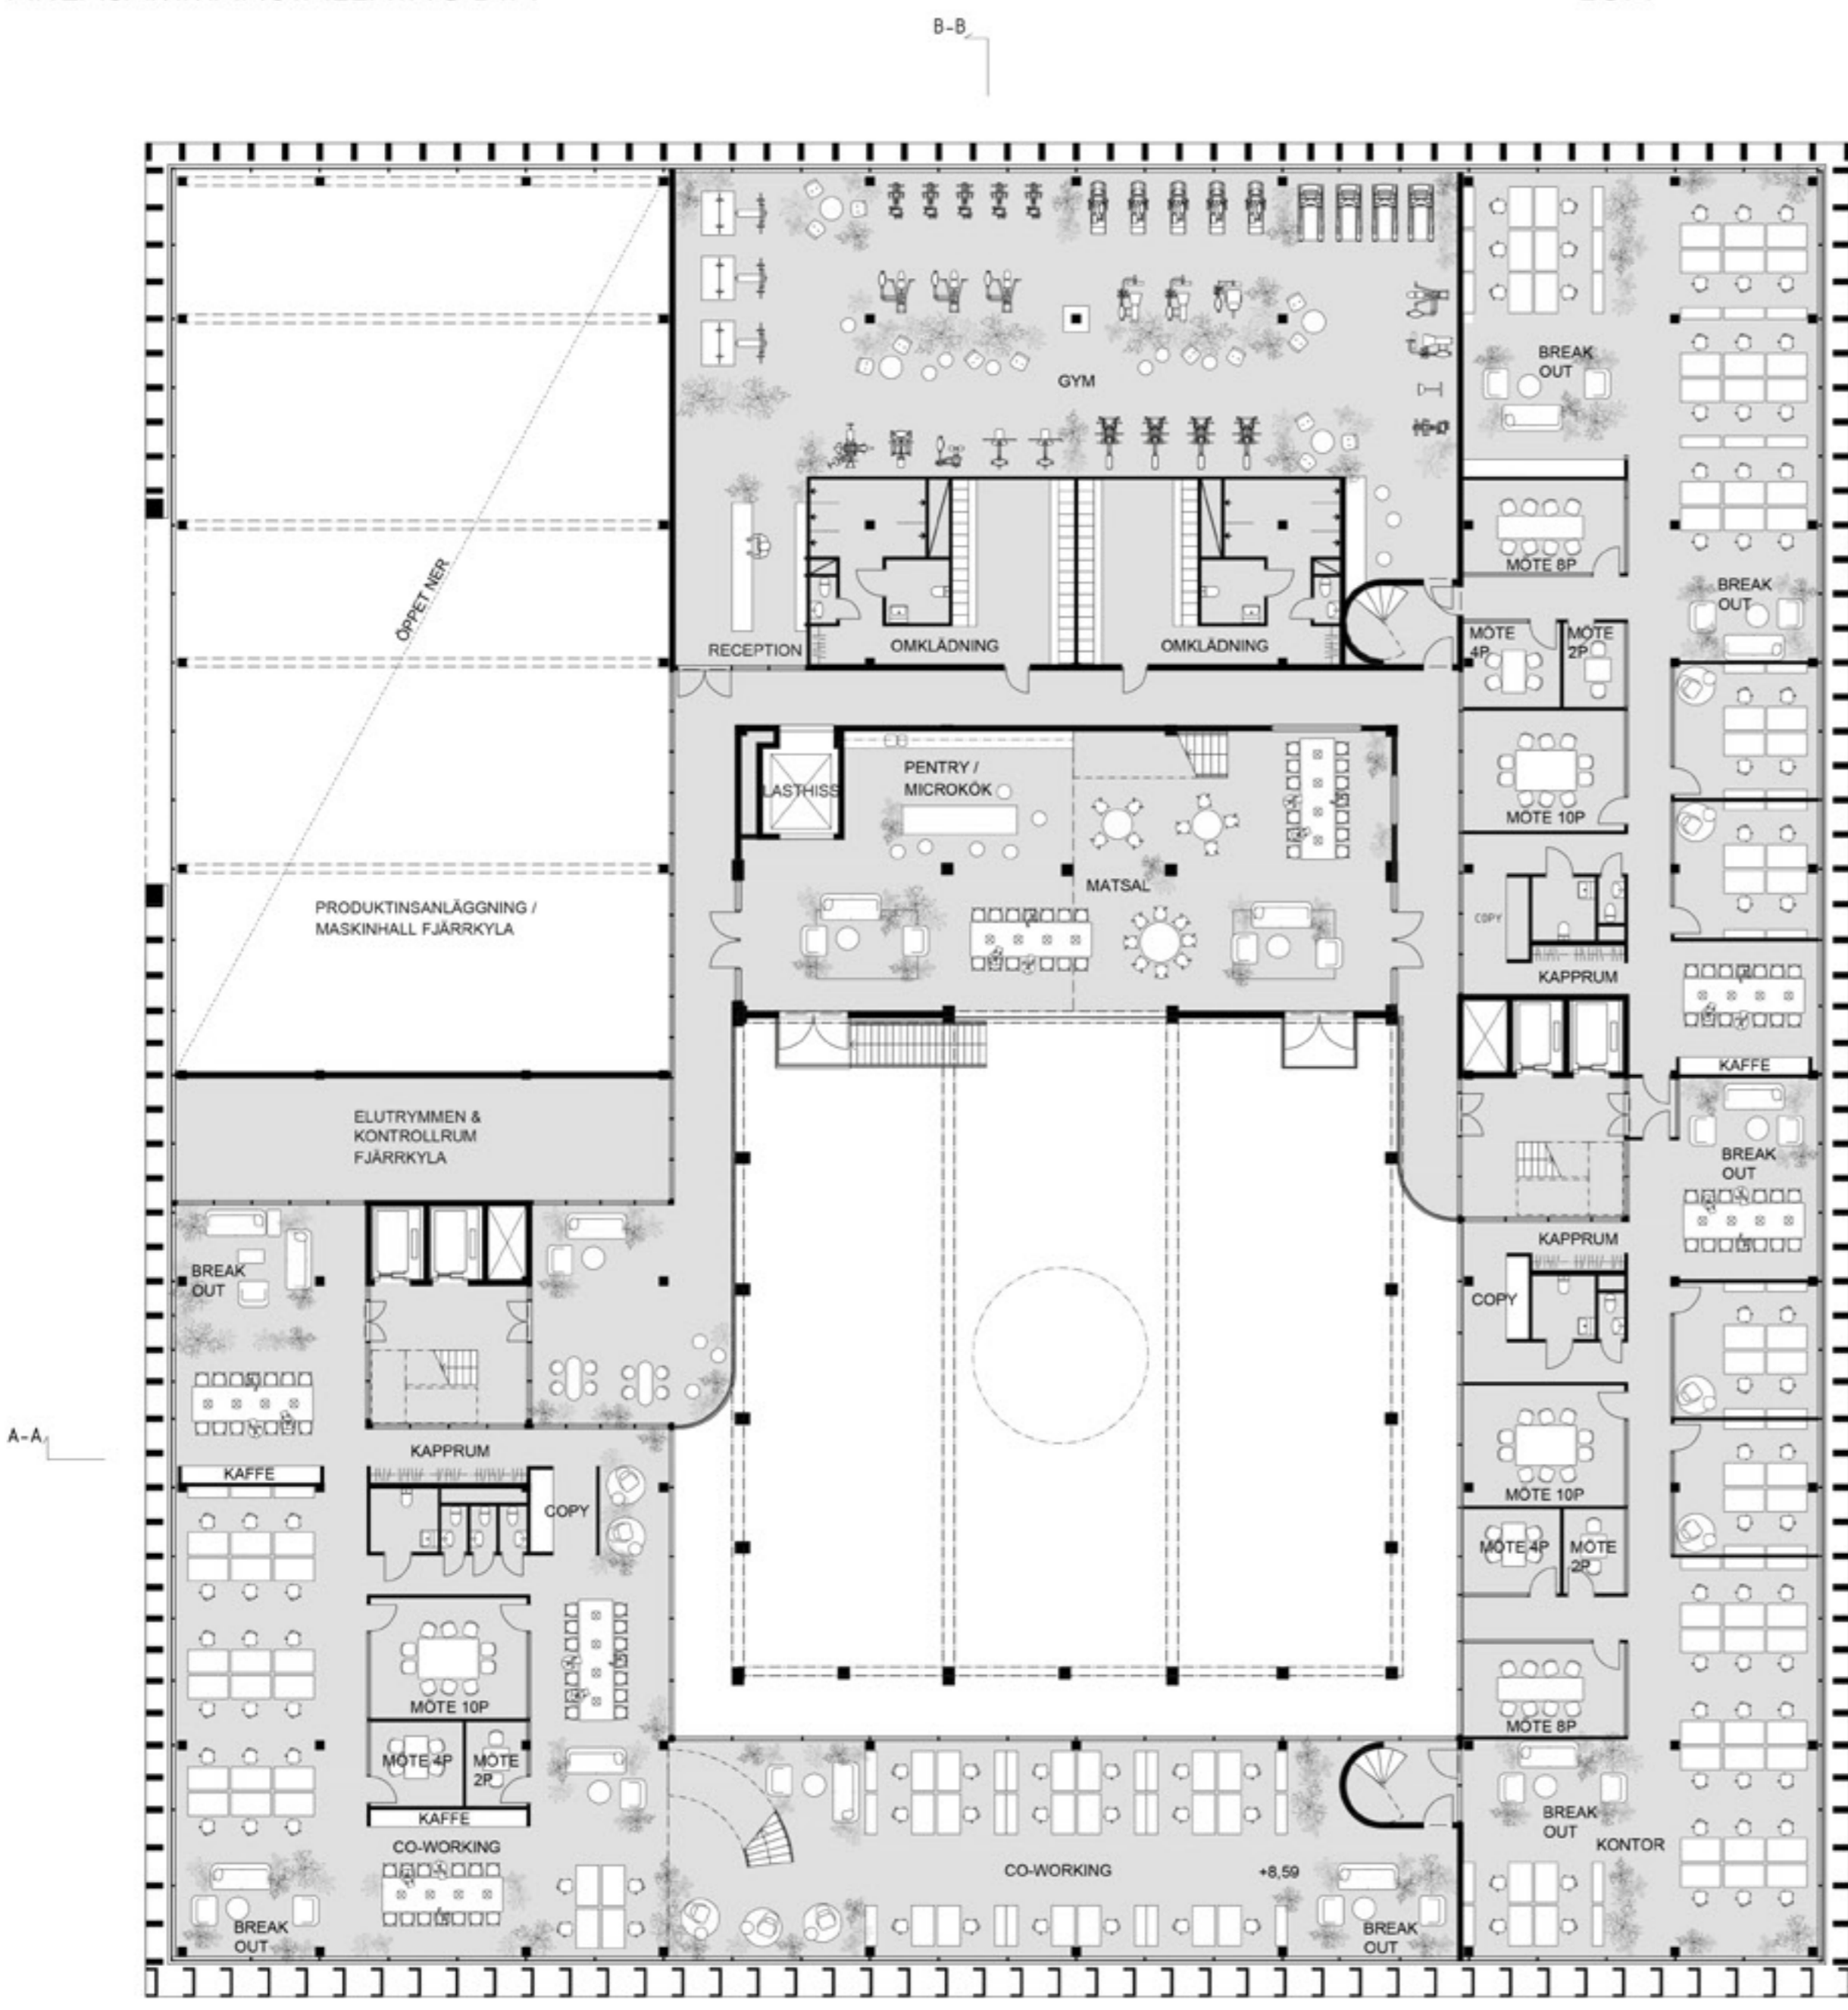 B-B
GYM
BREAK
OUT
ÖPPET NER
MÖTE 8P
BREAK
OUT
RECEPTION
OMKLÄDNING
OMKLÄDNING
MÖTE
4P
MÖTE
2P
LASTHISS
PENTRY /
MICROKÖK
MÖTE 10P
MATSAL
PRODUKTINSANLÄGGNING /
MASKINHALL FJÄRRKYLA
COPY
KAPPRUM
KAFFE
ELUTRYMMEN &
KONTROLLRUM
FJÄRRKYLA
BREAK
OUT
KAPPRUM
BREAK
OUT
COPY
A-A
KAPPRUM
KAFFE
COPY
MÖTE 10P
MÖTE 4P
MÖTE
2P
MÖTE 10P
MÖTE 8P
MÖTE 4P
MÖTE
2P
KAFFE
BREAK
OUT
KONTOR
CO-WORKING
CO-WORKING
+8,59
BREAK
OUT
BREAK
OUT